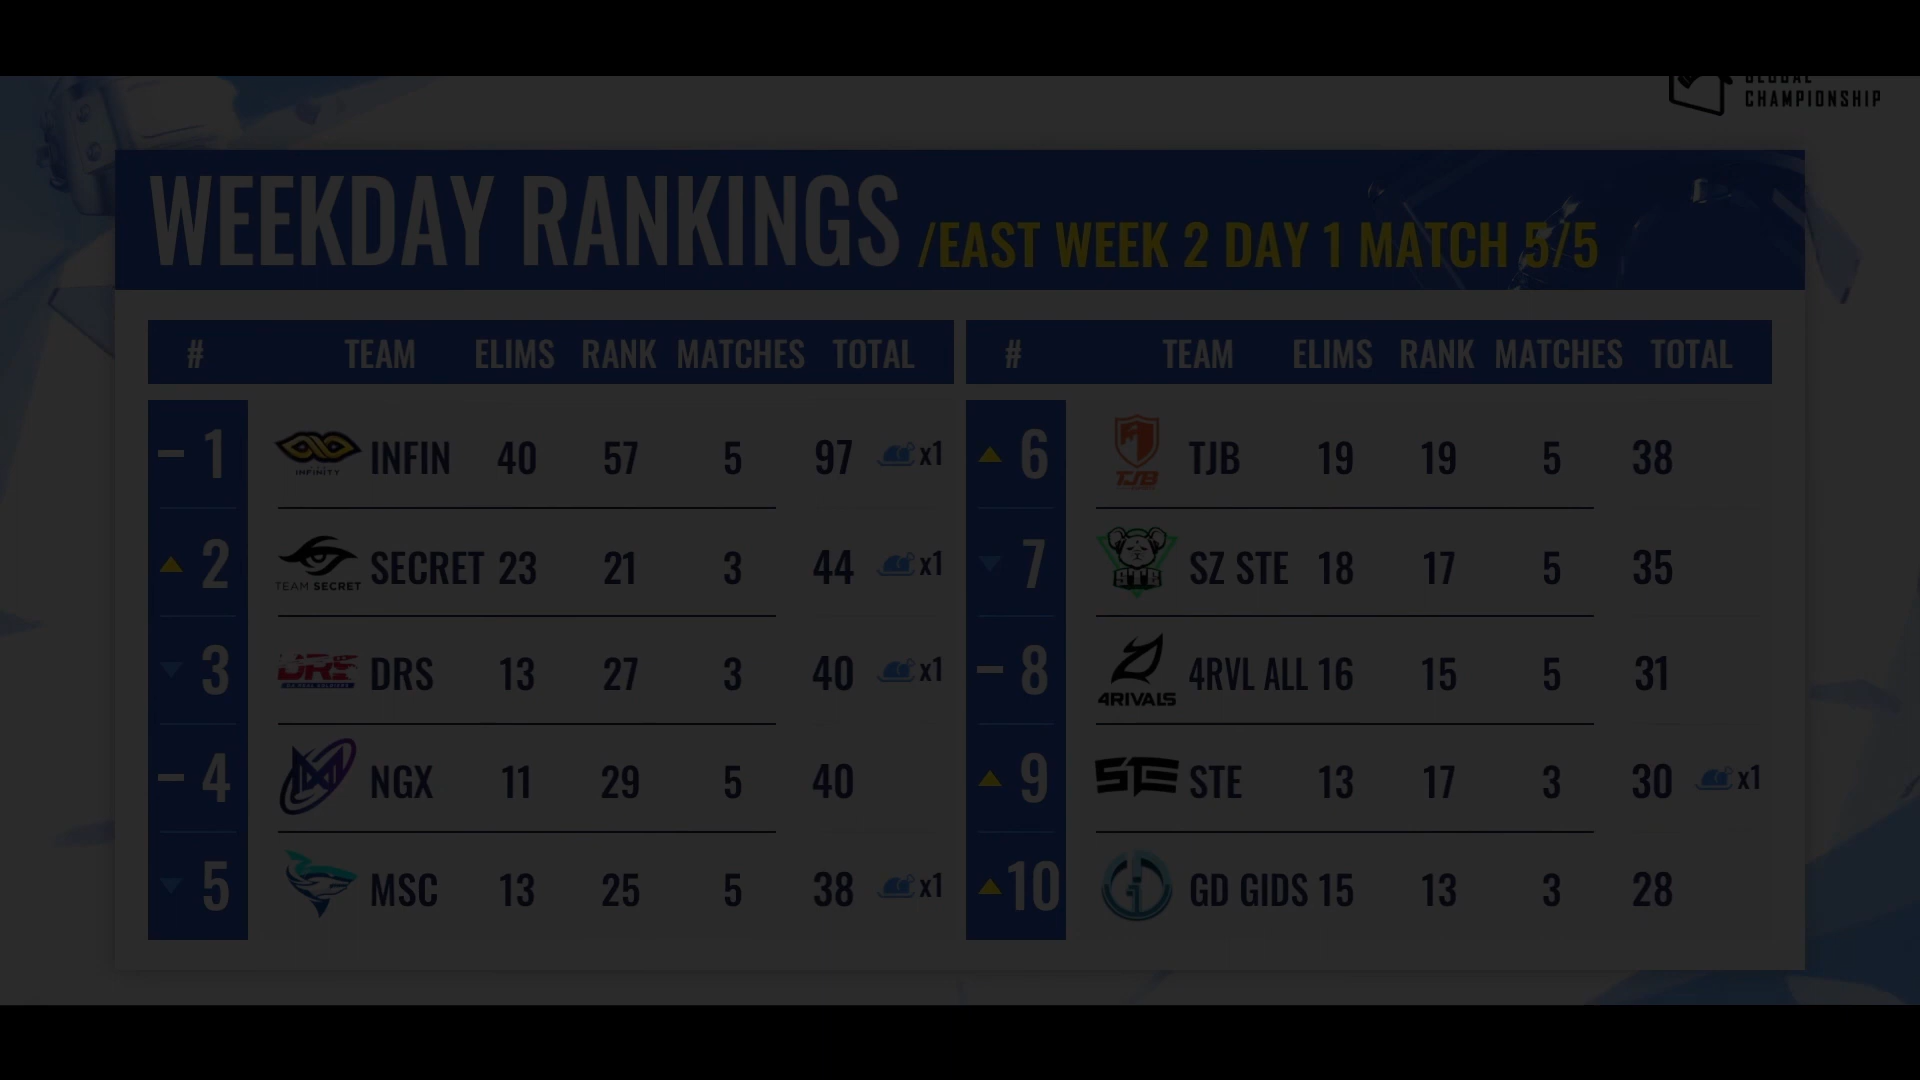 GLOBAL
CHAMPIONSHIP
WEEKDAY RANKINGS /EAST WEEK 2 DAY 1 MATCH 5/5
# TEAM ELIMS RANK MATCHES TOTAL
1 INFINITY INFIN 40 57 5 97 x1
2 TEAM SECRET SECRET 23 21 3 44 x1
3 DRS DRS 13 27 3 40 x1
4 NGX 11 29 5 40
5 MSC 13 25 5 38 x1
# TEAM ELIMS RANK MATCHES TOTAL
6 TJB TJB 19 19 5 38
7 STE SZ STE 18 17 5 35
8 4RIVALS 4RVL ALL 16 15 5 31
9 STE STE 13 17 3 30 x1
10 GD GIDS 15 13 3 28